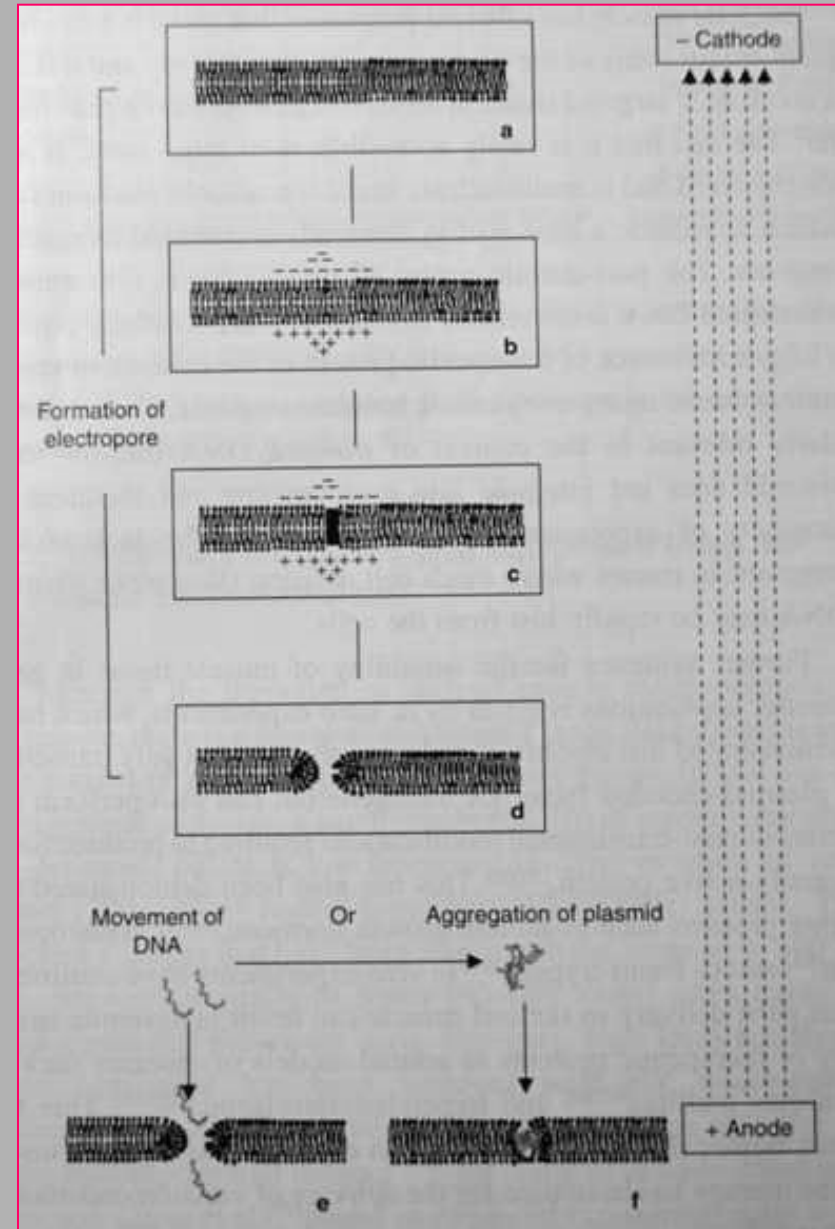 – Cathode
a
b
Formation of
electropore
c
d
Movement of
DNA
Or
Aggregation of plasmid
+ Anode
e
f